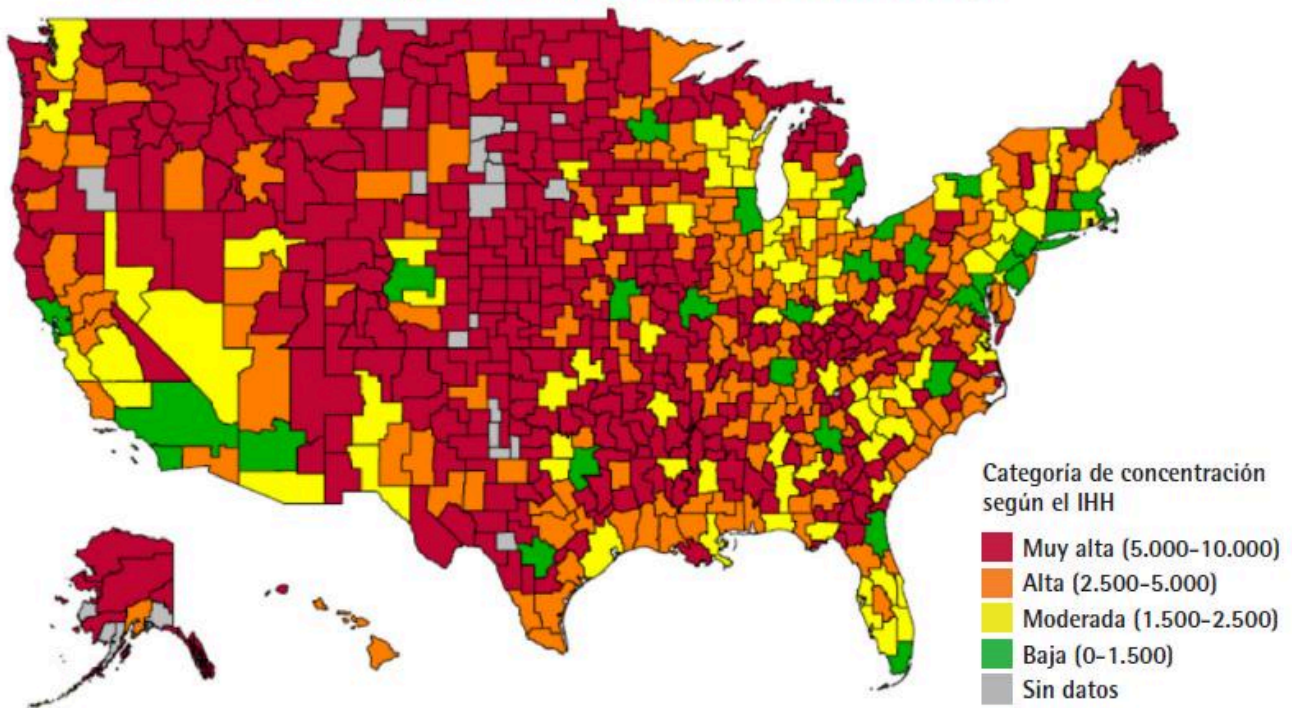 Categoría de concentración
según el IHH
Muy alta (5.000-10.000)
Alta (2.500-5.000)
Moderada (1.500-2.500)
Baja (0-1.500)
Sin datos